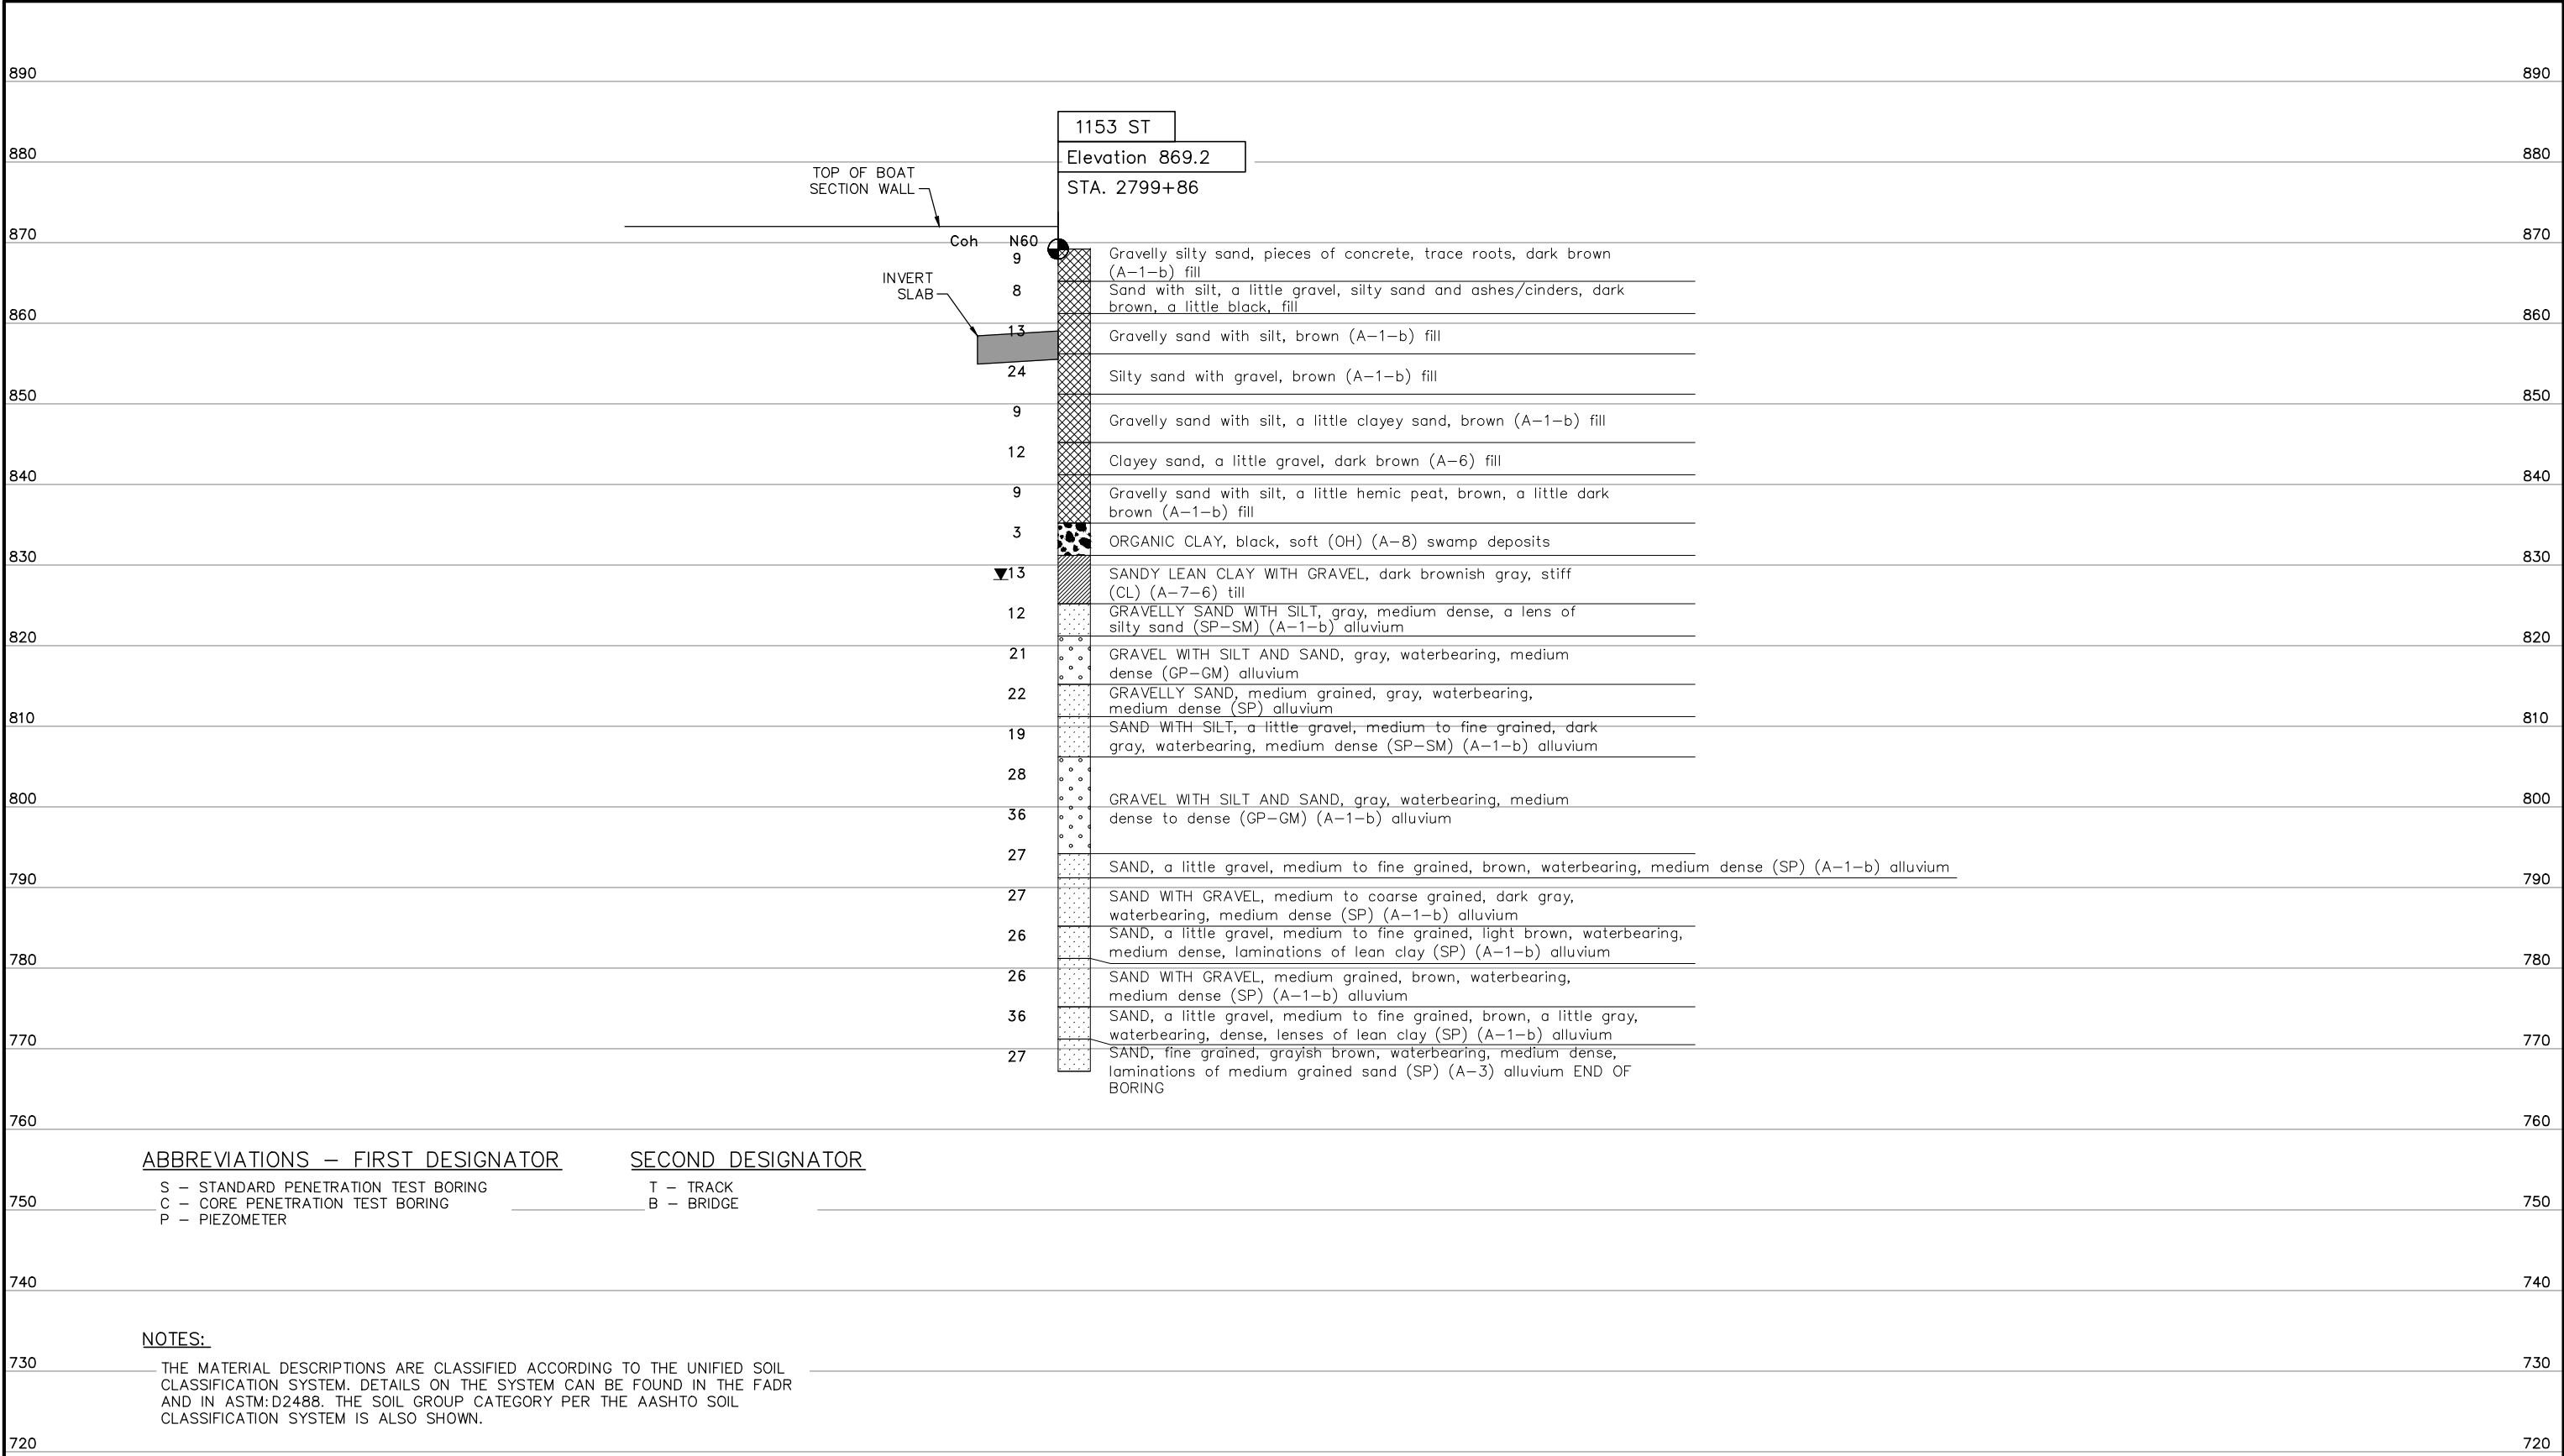 890 890
1153 ST
880 Elevation 869.2 880
TOP OF BOAT
SECTION WALL
STA. 2799+86
870 870
Coh N60
9 Gravelly silty sand, pieces of concrete, trace roots, dark brown
(A-1-b) fill
INVERT
SLAB
8 Sand with silt, a little gravel, silty sand and ashes/cinders, dark
brown, a little black, fill
860 860
13 Gravelly sand with silt, brown (A-1-b) fill
24 Silty sand with gravel, brown (A-1-b) fill
850 850
9 Gravelly sand with silt, a little clayey sand, brown (A-1-b) fill
12 Clayey sand, a little gravel, dark brown (A-6) fill
840 840
9 Gravelly sand with silt, a little hemic peat, brown, a little dark
brown (A-1-b) fill
3 ORGANIC CLAY, black, soft (OH) (A-8) swamp deposits
830 830
13 SANDY LEAN CLAY WITH GRAVEL, dark brownish gray, stiff
(CL) (A-7-6) till
12 GRAVELLY SAND WITH SILT, gray, medium dense, a lens of
silty sand (SP-SM) (A-1-b) alluvium
820 820
21 GRAVEL WITH SILT AND SAND, gray, waterbearing, medium
dense (GP-GM) alluvium
22 GRAVELLY SAND, medium grained, gray, waterbearing,
medium dense (SP) alluvium
810 810
19 SAND WITH SILT, a little gravel, medium to fine grained, dark
gray, waterbearing, medium dense (SP-SM) (A-1-b) alluvium
28
800 800
36 GRAVEL WITH SILT AND SAND, gray, waterbearing, medium
dense to dense (GP-GM) (A-1-b) alluvium
27 SAND, a little gravel, medium to fine grained, brown, waterbearing, medium dense (SP) (A-1-b) alluvium
790 790
27 SAND WITH GRAVEL, medium to coarse grained, dark gray,
waterbearing, medium dense (SP) (A-1-b) alluvium
26 SAND, a little gravel, medium to fine grained, light brown, waterbearing,
medium dense, laminations of lean clay (SP) (A-1-b) alluvium
780 780
26 SAND WITH GRAVEL, medium grained, brown, waterbearing,
medium dense (SP) (A-1-b) alluvium
36 SAND, a little gravel, medium to fine grained, brown, a little gray,
waterbearing, dense, lenses of lean clay (SP) (A-1-b) alluvium
770 770
27 SAND, fine grained, grayish brown, waterbearing, medium dense,
laminations of medium grained sand (SP) (A-3) alluvium END OF
BORING
760 760
ABBREVIATIONS - FIRST DESIGNATOR
S - STANDARD PENETRATION TEST BORING
C - CORE PENETRATION TEST BORING
P - PIEZOMETER
SECOND DESIGNATOR
T - TRACK
B - BRIDGE
750 750
740 740
NOTES:
730 730
THE MATERIAL DESCRIPTIONS ARE CLASSIFIED ACCORDING TO THE UNIFIED SOIL
CLASSIFICATION SYSTEM. DETAILS ON THE SYSTEM CAN BE FOUND IN THE FADR
AND IN ASTM:D2488. THE SOIL GROUP CATEGORY PER THE AASHTO SOIL
CLASSIFICATION SYSTEM IS ALSO SHOWN.
720 720